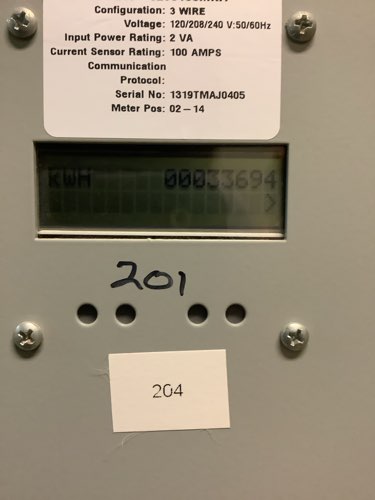 Configuration: 3 WIRE
Voltage: 120/208/240 V:50/60Hz
Input Power Rating: 2 VA
Current Sensor Rating: 100 AMPS
Communication
Protocol:
Serial No: 1319TMAJ0405
Meter Pos: 02 – 14
kWH 00033694
>
201
204